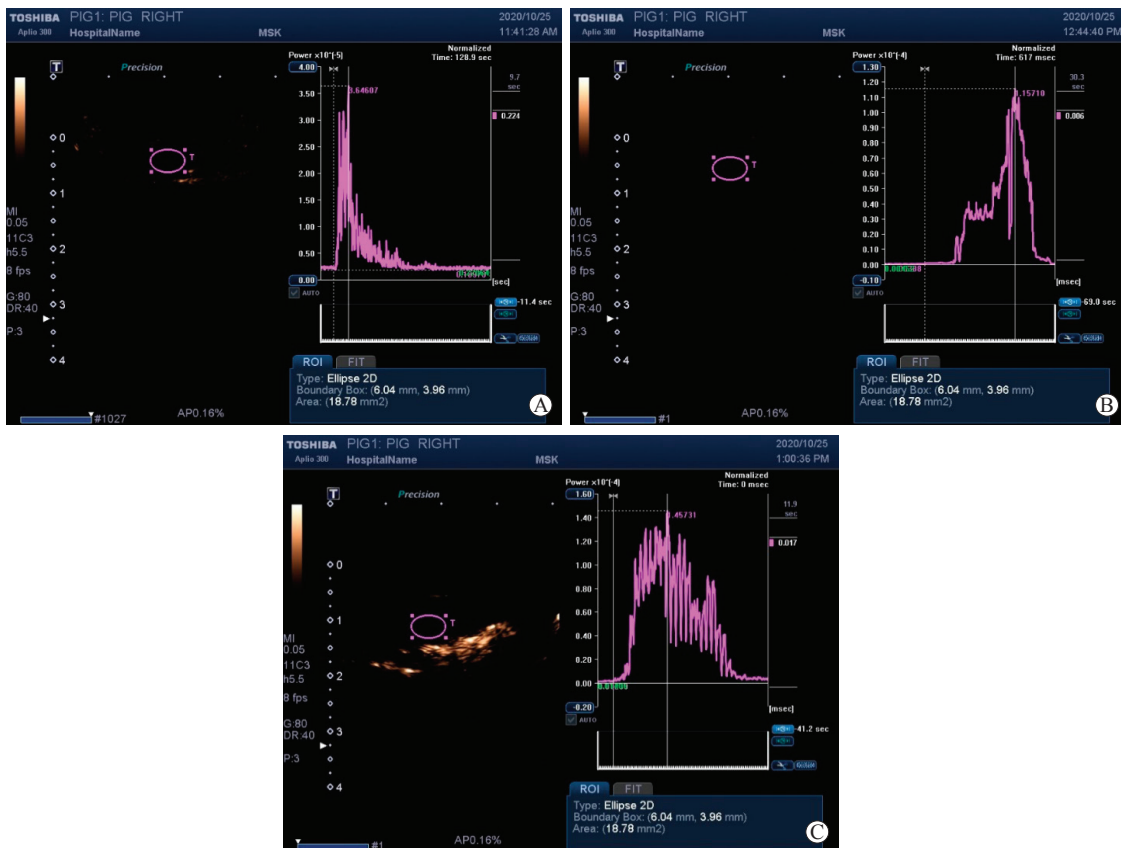 TOSHIBA PIG1: PIG RIGHT 2020/10/25
Aplio 300 HospitalName MSK 11:41:28 AM
T Precision
Power x10^(-5) Normalized
Time: 128.9 sec
4.00
9.7
sec
3.50
3.64607
0.224
3.00
2.50
2.00
1.50
1.00
0.50
0.00
[sec]
AUTO
-11.4 sec
T
0
1
2
3
4
MI
0.05
11C3
h5.5
8 fps
G:80
DR:40
P:3
ROI FIT
Type: Ellipse 2D
Boundary Box: (6.04 mm, 3.96 mm)
Area: (18.78 mm2)
#1027 AP0.16%
A
TOSHIBA PIG1: PIG RIGHT 2020/10/25
Aplio 300 HospitalName MSK 12:44:40 PM
T Precision
Power x10^(-4) Normalized
Time: 617 msec
1.30
30.3
sec
1.20
1.15710
1.10
0.006
1.00
0.90
0.80
0.70
0.60
0.50
0.40
0.30
0.20
0.10
0.00
-0.10
[msec]
AUTO
-69.0 sec
T
0
1
2
3
4
MI
0.05
11C3
h5.5
8 fps
G:80
DR:40
P:3
ROI FIT
Type: Ellipse 2D
Boundary Box: (6.04 mm, 3.96 mm)
Area: (18.78 mm2)
#1 AP0.16%
B
TOSHIBA PIG1: PIG RIGHT 2020/10/25
Aplio 300 HospitalName MSK 1:00:36 PM
T Precision
Power x10^(-4) Normalized
Time: 0 msec
1.60
11.9
sec
1.40
.45731
0.017
1.20
1.00
0.80
0.60
0.40
0.20
0.00
-0.20
[msec]
AUTO
-41.2 sec
T
0
1
2
3
4
MI
0.05
11C3
h5.5
8 fps
G:80
DR:40
P:3
ROI FIT
Type: Ellipse 2D
Boundary Box: (6.04 mm, 3.96 mm)
Area: (18.78 mm2)
#1 AP0.16%
C